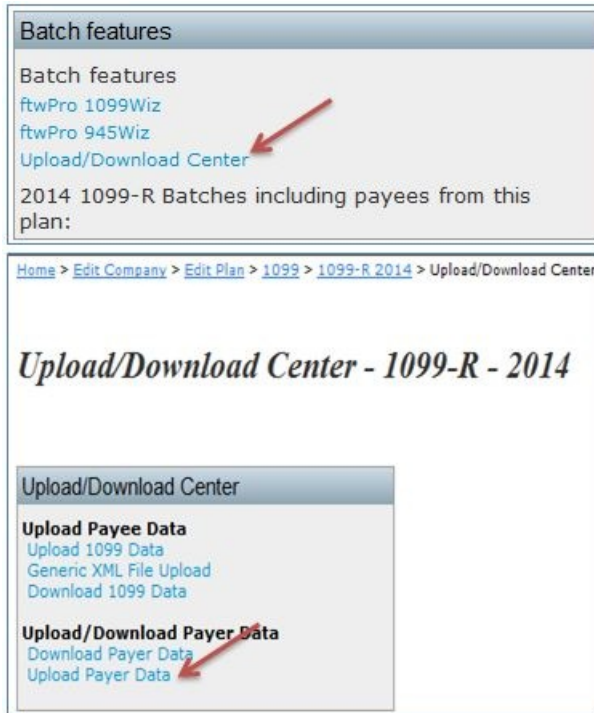 Batch features
Batch features
ftwPro 1099Wiz
ftwPro 945Wiz
Upload/Download Center
2014 1099-R Batches including payees from this
plan:
Home > Edit Company > Edit Plan > 1099 > 1099-R 2014 > Upload/Download Center
Upload/Download Center - 1099-R - 2014
Upload/Download Center
Upload Payee Data
Upload 1099 Data
Generic XML File Upload
Download 1099 Data
Upload/Download Payer Data
Download Payer Data
Upload Payer Data